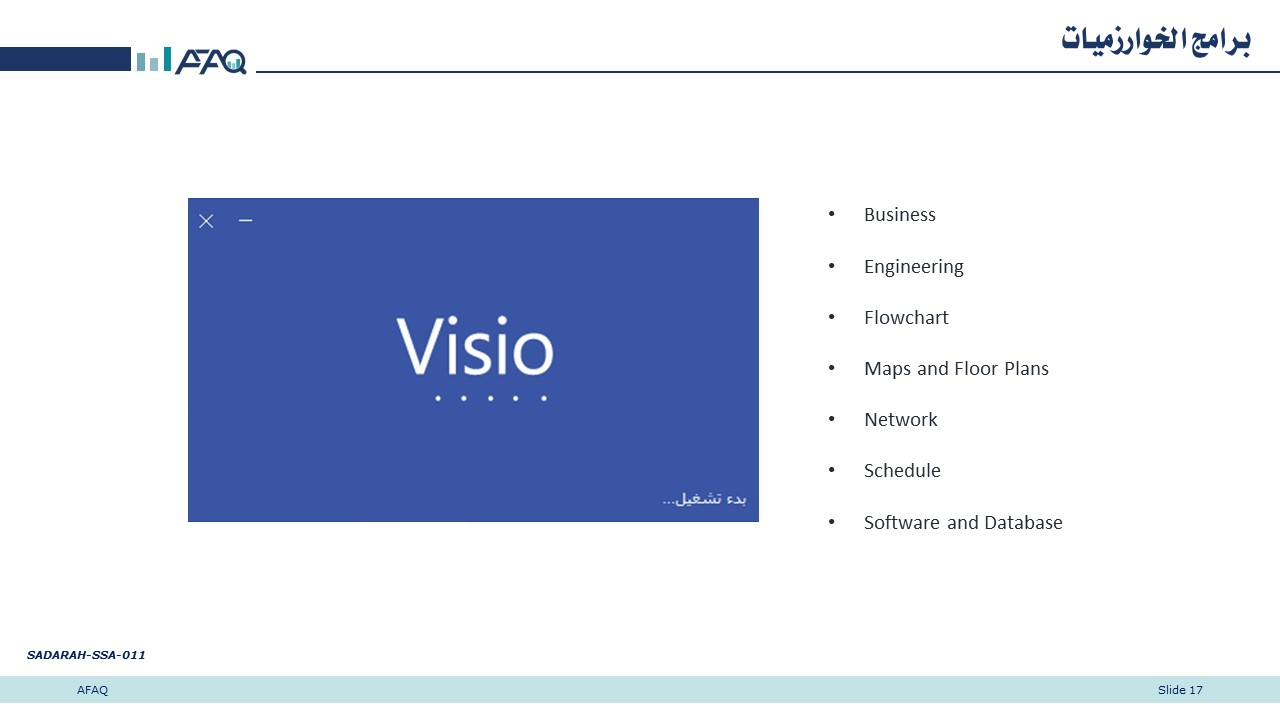 برامج الخوارزميات
AFAQ
Visio
بدء تشغيل...
• Business
• Engineering
• Flowchart
• Maps and Floor Plans
• Network
• Schedule
• Software and Database
SADARAH-SSA-011
AFAQ
Slide 17